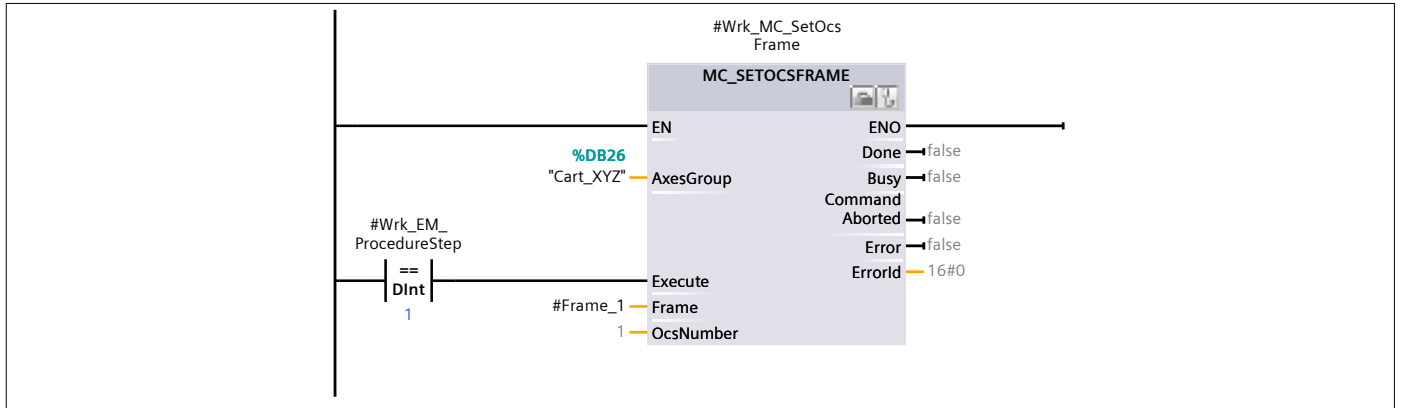 #Wrk_MC_SetOcs
Frame
MC_SETOCSFRAME
EN
ENO
%DB26
Done
false
"Cart_XYZ"
AxesGroup
Busy
false
Command
Aborted
false
#Wrk_EM_
ProcedureStep
Error
false
==
DInt
1
Execute
ErrorId
16#0
#Frame_1
Frame
1
OcsNumber